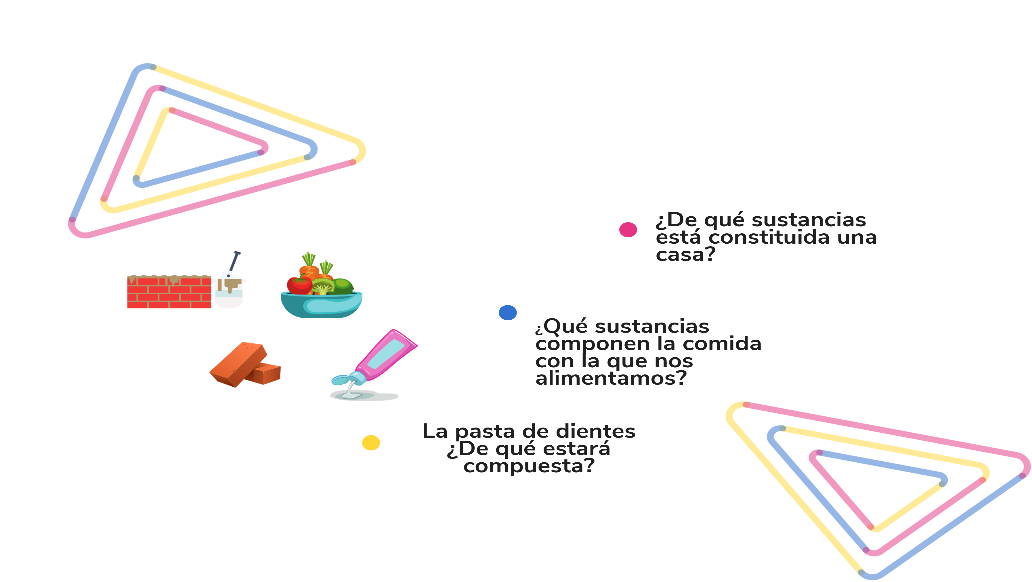 ¿De qué sustancias
está constituida una
casa?
¿Qué sustancias
componen la comida
con la que nos
alimentamos?
La pasta de dientes
¿De qué estará
compuesta?